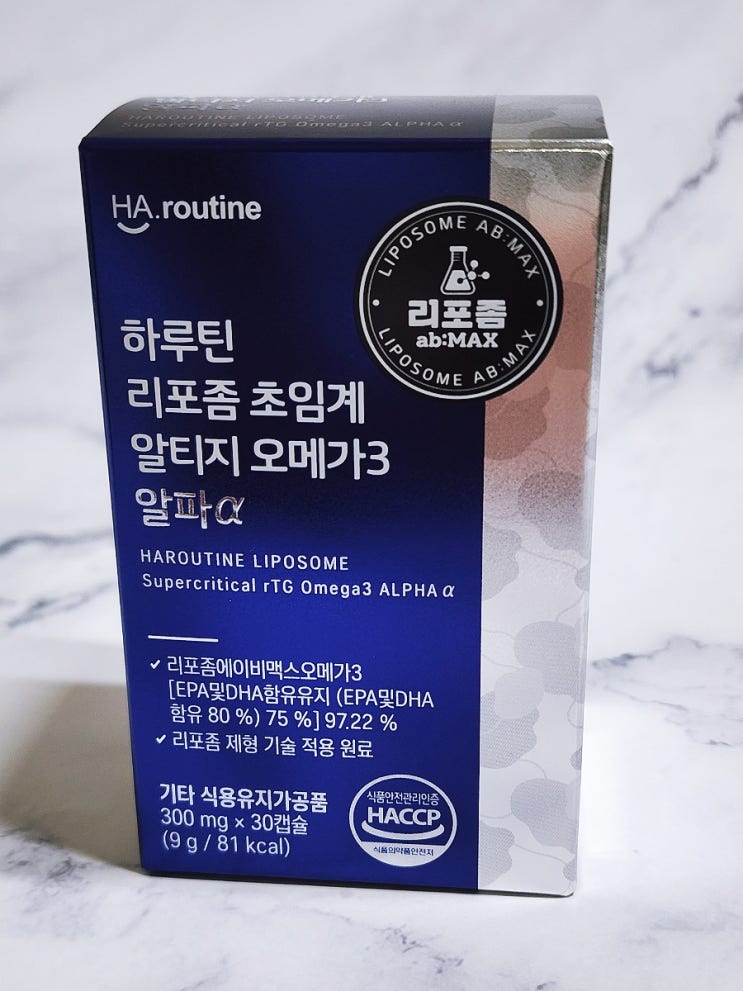 HAROUTINE LIPOSOME
Supercritical rTG Omega3 ALPHA α
HA.routine
LIPOSOME AB:MAX
리포좀
ab:MAX
LIPOSOME AB:MAX
하루틴
리포좀 초임계
알티지 오메가3
알파α
HAROUTINE LIPOSOME
Supercritical rTG Omega3 ALPHA α
✔ 리포좀에이비맥스오메가3
[EPA및DHA함유유지 (EPA및DHA
함유 80 %) 75 %] 97.22 %
✔ 리포좀 제형 기술 적용 원료
기타 식용유지가공품
300 mg × 30캡슐
(9 g / 81 kcal)
식품안전관리인증
HACCP
식품의약품안전처